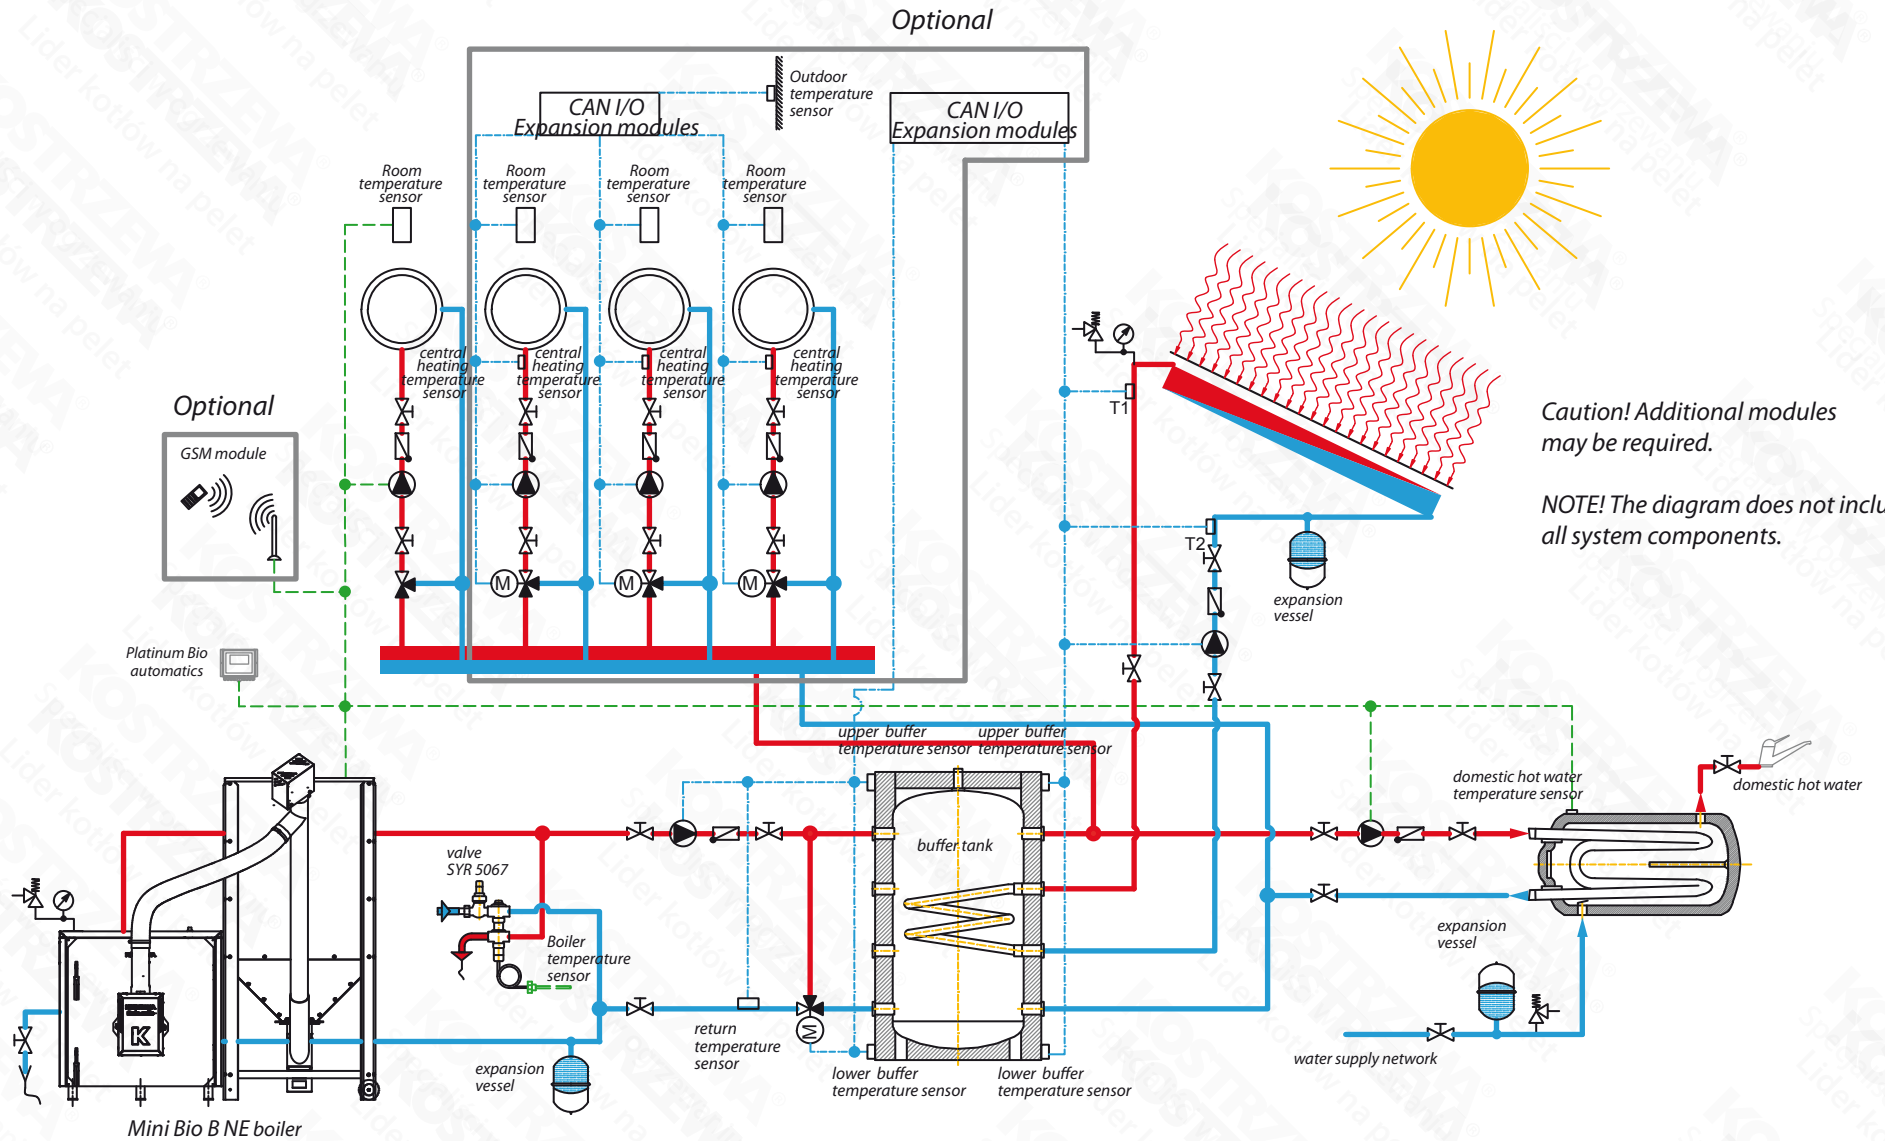 Optional
Outdoor
temperature
sensor
CAN I/O
Expansion modules
CAN I/O
Expansion modules
Room
temperature
sensor
Room
temperature
sensor
Room
temperature
sensor
Room
temperature
sensor
central
heating
temperature
sensor
central
heating
temperature
sensor
central
heating
temperature
sensor
central
heating
temperature
sensor
T1
Optional
GSM module
Caution! Additional modules
may be required.
NOTE! The diagram does not inclu
all system components.
T2
M
M
M
expansion
vessel
Platinum Bio
automatics
upper buffer
temperature sensor
upper buffer
temperature sensor
domestic hot water
temperature sensor
domestic hot water
buffer tank
valve
SYR 5067
Boiler
temperature
sensor
expansion
vessel
K
M
return
temperature
sensor
water supply network
expansion
vessel
lower buffer
temperature sensor
lower buffer
temperature sensor
Mini Bio B NE boiler
KOSTRZEWA®
Lider kotłów na pelet